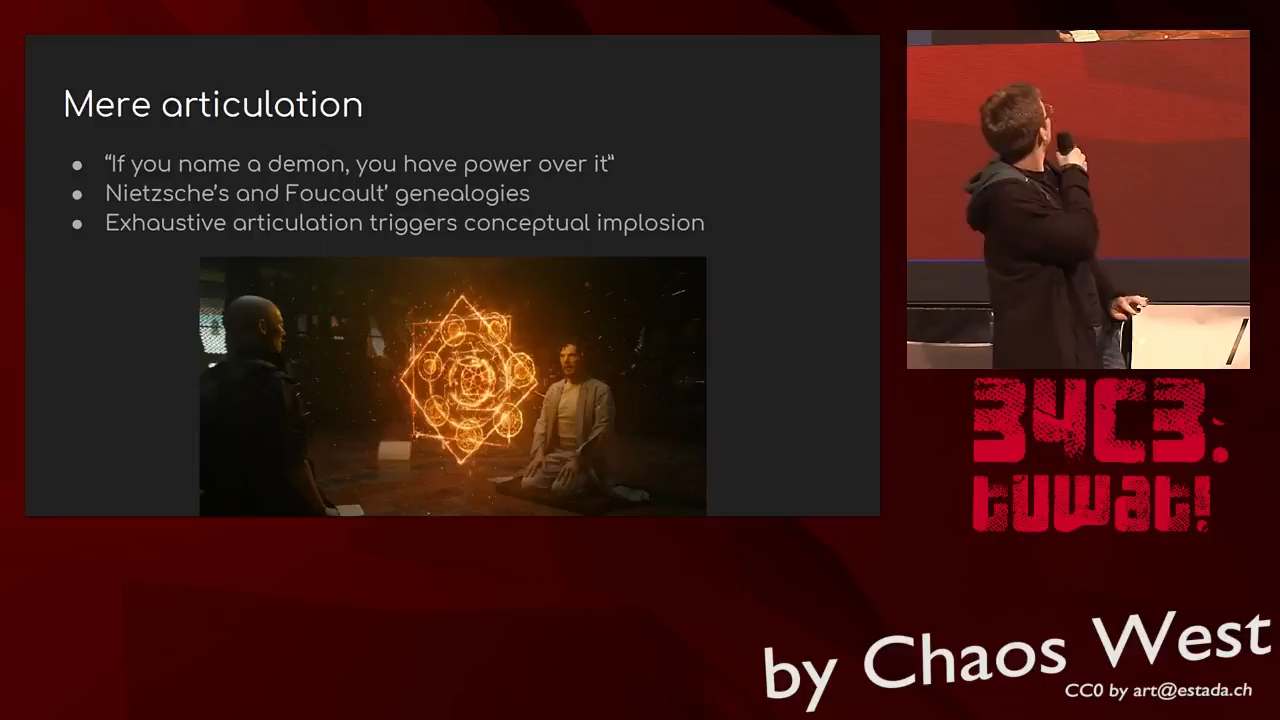 Mere articulation
● “If you name a demon, you have power over it”
● Nietzsche’s and Foucault’ genealogies
● Exhaustive articulation triggers conceptual implosion
34C3:
tuwat!
by Chaos West
CC0 by art@estada.ch